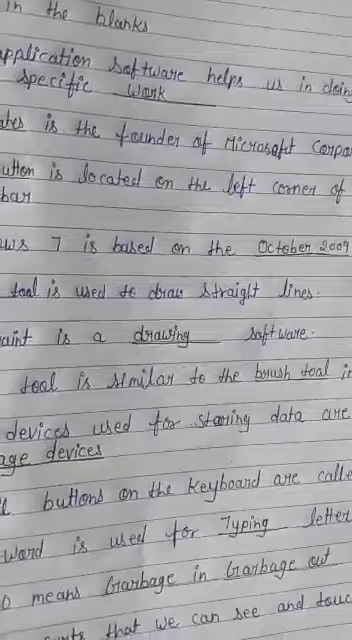 in the blanks
application software helps us in doing
specific work
ates is the founder of Microsoft Corpo
utton is located on the left corner of
bar
ws 7 is based on the October 2009
tool is used to draw straight lines.
aint is a drawing software.
tool is similar to the brush tool in
devices used for storing data are
age devices
buttons on the keyboard are calle
word is used for Typing letter
O means Garbage in Garbage out
that we can see and touc